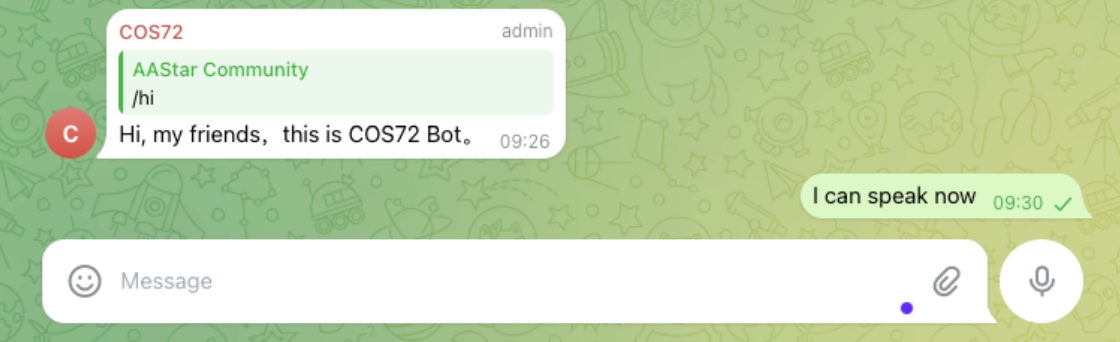 COS72 admin
AAStar Community
/hi
Hi, my friends，this is COS72 Bot。 09:26
C
I can speak now 09:30
Message